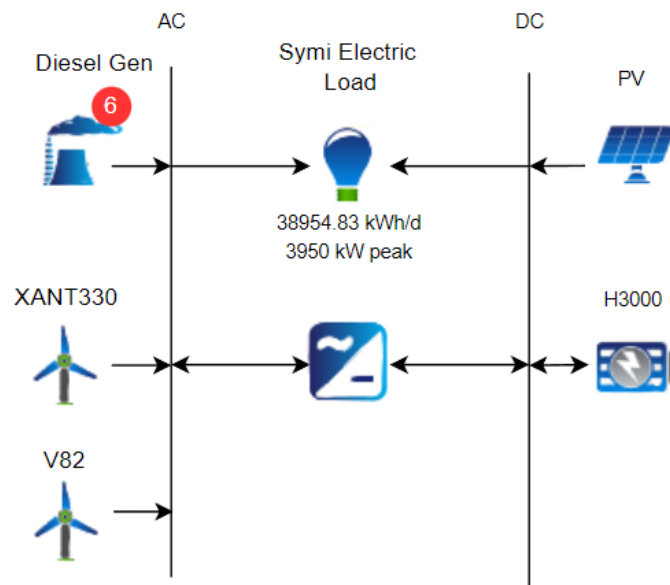 AC
DC
Diesel Gen
6
Symi Electric
Load
PV
38954.83 kWh/d
3950 kW peak
XANT330
H3000
V82